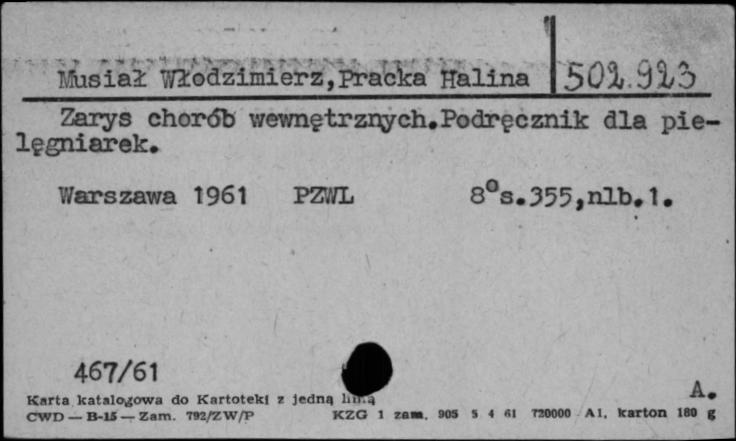 Musiał Włodzimierz,Pracka Halina 502.923
Zarys chorób wewnętrznych.Podręcznik dla pie-
lęgniarek.
Warszawa 1961 PZWL 8°s.355,nlb.1.
467/61
A.
Karta katalogowa do Kartoteki z jedną linią
CWD — B-15 — Zam. 792/ZW/P KZG 1 zam. 905 5 4 61 720000 A1, karton 180 g